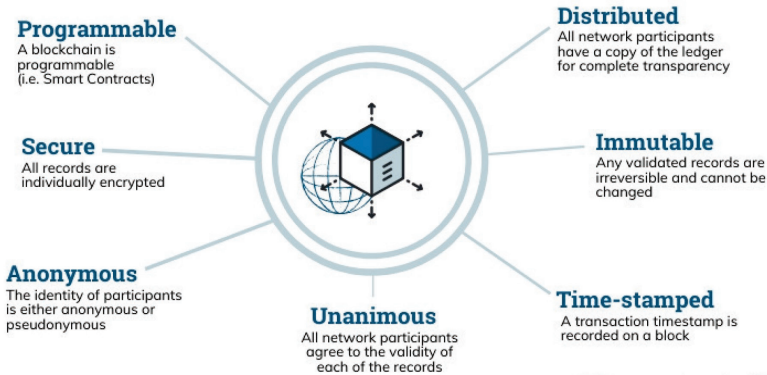 Programmable
A blockchain is
programmable
(i.e. Smart Contracts)
Secure
All records are
individually encrypted
Anonymous
The identity of participants
is either anonymous or
pseudonymous
Unanimous
All network participants
agree to the validity of
each of the records
Distributed
All network participants
have a copy of the ledger
for complete transparency
Immutable
Any validated records are
irreversible and cannot be
changed
Time-stamped
A transaction timestamp is
recorded on a block